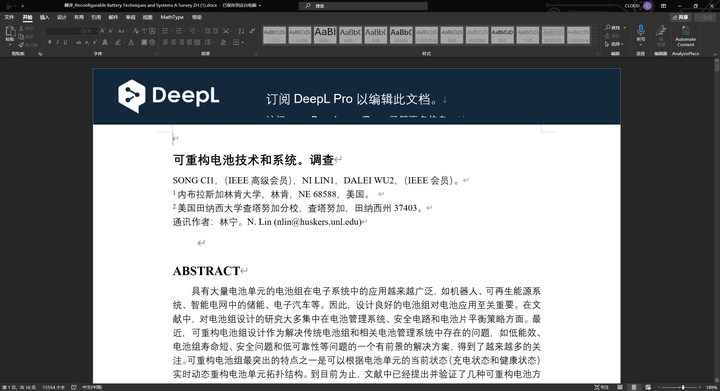 翻译_Reconfigurable Battery Techniques and Systems A Survey ZH (1).docx - 已保存到这台电脑
搜索
CLOUD
文件 开始 插入 设计 布局 引用 邮件 审阅 视图 MathType 帮助
共享
粘贴
剪贴板 字体 段落 样式 编辑 语音 编辑器 AnalysisPlace
选择
听写
编辑器
Automate Content
DeepL
订阅 DeepL Pro 以编辑此文档。
可重构电池技术和系统。调查
SONG CI1，（IEEE 高级会员），NI LIN1，DALEI WU2，（IEEE 会员）。
1 内布拉斯加林肯大学，林肯，NE 68588，美国。
2 美国田纳西大学查塔努加分校，查塔努加，田纳西州 37403。
通讯作者：林宁。N. Lin (nlin@huskers.unl.edu)
ABSTRACT
具有大量电池单元的电池组在电子系统中的应用越来越广泛，如机器人、可再生能源系
统、智能电网中的储能、电子汽车等。因此，设计良好的电池组对电池应用至关重要。在文
献中，对电池组设计的研究大多集中在电池管理系统、安全电路和电池片平衡策略方面。最
近，可重构电池组设计作为解决传统电池组和相关电池管理系统中存在的问题，如低能效、
电池组寿命短、安全问题和低可靠性等问题的一个有前景的解决方案，得到了越来越多的关
注。可重构电池组最突出的特点之一是可以根据电池单元的当前状态（充电状态和健康状态）
实时动态重构电池单元拓扑结构。到目前为止，文献中已经提出并验证了几种可重构电池方
第 1 页，共 16 页 15554 个字 中文(中国)
专注
189%